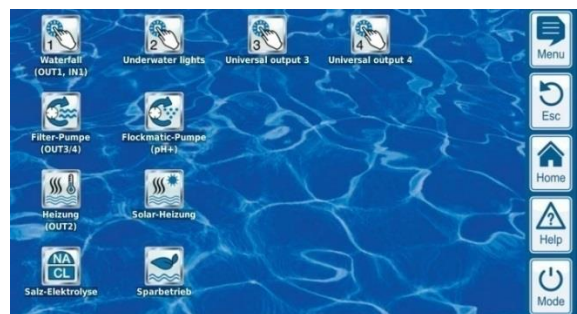 1
2
3
4
Waterfall
(OUT1, IN1)
Underwater lights
Universal output 3
Universal output 4
Filter-Pumpe
(OUT3/4)
Flockmatic-Pumpe
(pH+)
Heizung
(OUT2)
Solar-Heizung
NA
CL
Salz-Elektrolyse
Sparbetrieb
Menu
Esc
Home
?
Help
Mode